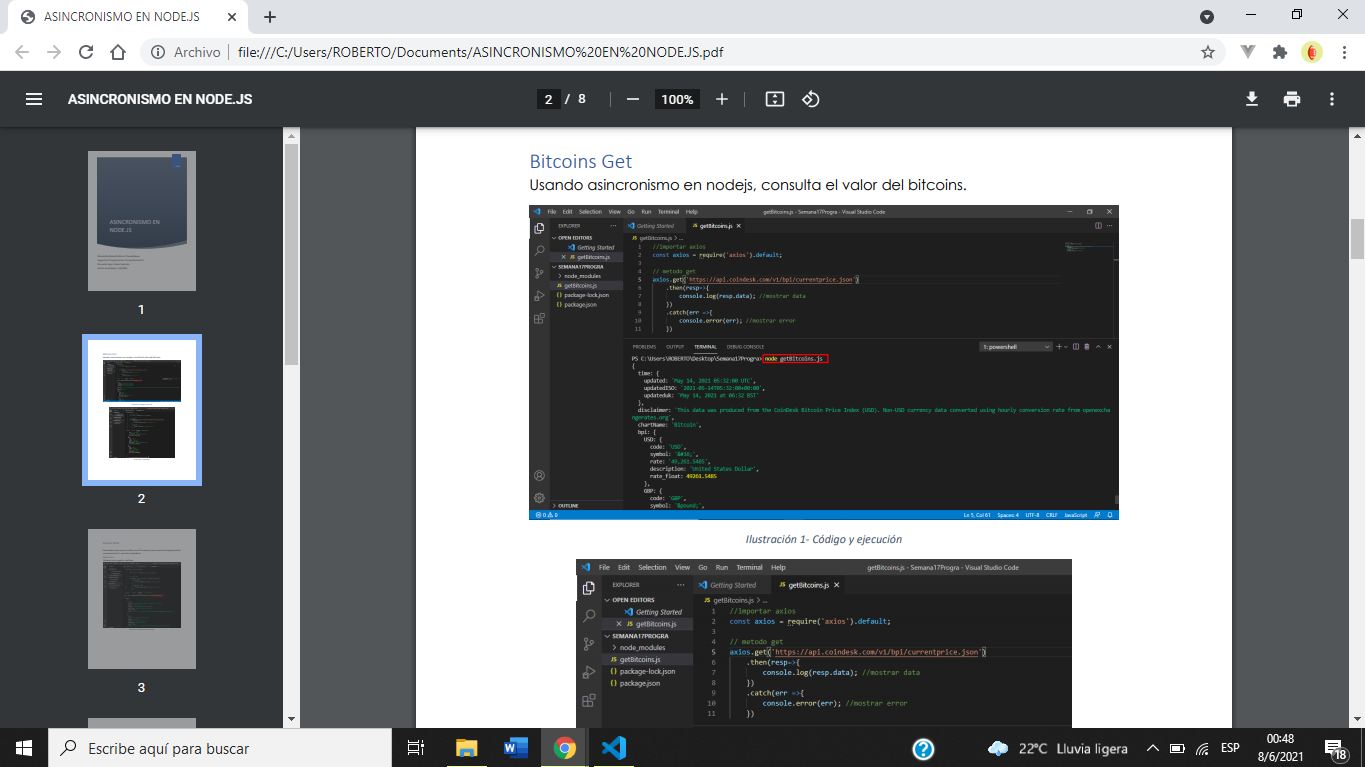 ASINCRONISMO EN NODE.JS
Archivo
file:///C:/Users/ROBERTO/Documents/ASINCRONISMO%20EN%20NODE.JS.pdf
ASINCRONISMO EN NODE.JS
2 / 8
100%
ASINCRONISMO EN
NODE.JS
1
2
3
Bitcoins Get
Usando asincronismo en nodejs, consulta el valor del bitcoins.
File Edit Selection View Go Run Terminal Help
getBitcoins.js - Semana17Progra - Visual Studio Code
EXPLORER
OPEN EDITORS
Getting Started
getBitcoins.js
SEMANA17PROGRA
node_modules
getBitcoins.js
package-lock.json
package.json
OUTLINE
Getting Started
getBitcoins.js
getBitcoins.js > ...
1 //Importar axios
2 const axios = require('axios').default;
3
4 // metodo get
5 axios.get('https://api.coindesk.com/v1/bpi/currentprice.json')
6 .then(resp=>{
7 console.log(resp.data); //mostrar data
8 })
9 .catch(err =>{
10 console.error(err); //mostrar error
11 })
PROBLEMS OUTPUT TERMINAL DEBUG CONSOLE
1: powershell
PS C:\Users\ROBERTO\Desktop\Semana17Progra> node getBitcoins.js
{
time: {
updated: 'May 14, 2021 05:32:00 UTC',
updatedISO: '2021-05-14T05:32:00+00:00',
updateduk: 'May 14, 2021 at 06:32 BST'
},
disclaimer: 'This data was produced from the CoinDesk Bitcoin Price Index (USD). Non-USD currency data converted using hourly conversion rate from openexcha
ngerates.org',
chartName: 'Bitcoin',
bpi: {
USD: {
code: 'USD',
symbol: '&#36;',
rate: '49,201.5485',
description: 'United States Dollar',
rate_float: 49201.5485
},
GBP: {
code: 'GBP',
symbol: '&pound;',
0 0
Ln 5, Col 61 Spaces: 4 UTF-8 CRLF JavaScript
Ilustración 1- Código y ejecución
File Edit Selection View Go Run Terminal Help
getBitcoins.js - Semana17Progra - Visual Studio Code
EXPLORER
OPEN EDITORS
Getting Started
getBitcoins.js
SEMANA17PROGRA
node_modules
getBitcoins.js
package-lock.json
package.json
Getting Started
getBitcoins.js
getBitcoins.js > ...
1 //Importar axios
2 const axios = require('axios').default;
3
4 // metodo get
5 axios.get('https://api.coindesk.com/v1/bpi/currentprice.json')
6 .then(resp=>{
7 console.log(resp.data); //mostrar data
8 })
9 .catch(err =>{
10 console.error(err); //mostrar error
11 })
Escribe aquí para buscar
22°C Lluvia ligera
ESP
00:48
8/6/2021
18